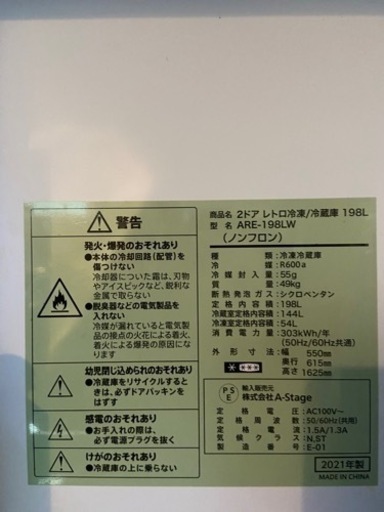 警告
発火・爆発のおそれあり
●本体の冷却回路(配管)を
傷つけない
冷却器についた霜は、刃物
やアイスピックなど、鋭利な
金属で取らない
●脱臭器などの電気製品を
入れない
冷媒が漏れていると電気製
品の接点の火花による着火、
着火による爆発の原因になり
ます
幼児閉じ込められのおそれあり
●冷蔵庫をリサイクルすると
きは、必ずドアパッキンを
はずす
感電のおそれあり
●お手入れの際は、
必ず電源プラグを抜く
けがのおそれあり
●冷蔵庫の上に乗らない
商品名 2ドア レトロ冷凍/冷蔵庫 198L
型名 ARE-198LW
(ノンフロン)
種類:冷凍冷蔵庫
冷媒:R600a
冷媒封入:55g
質量:49kg
断熱発泡ガス:シクロペンタン
定格内容積:198L
冷蔵室定格内容積:144L
冷凍室定格内容積:54L
消費電力量:303kWh/年
(50Hz/60Hz共通)
外形寸法:幅 550mm
奥行 615mm
高さ 1625mm
PSE
輸入販売元
株式会社A-Stage
定格電圧:AC100V~
定格周波数:50/60Hz(共用)
定格電流:1.5A/1.3A
気候クラス:N,ST
製造番号:E-01
2021年製
MADE IN CHINA